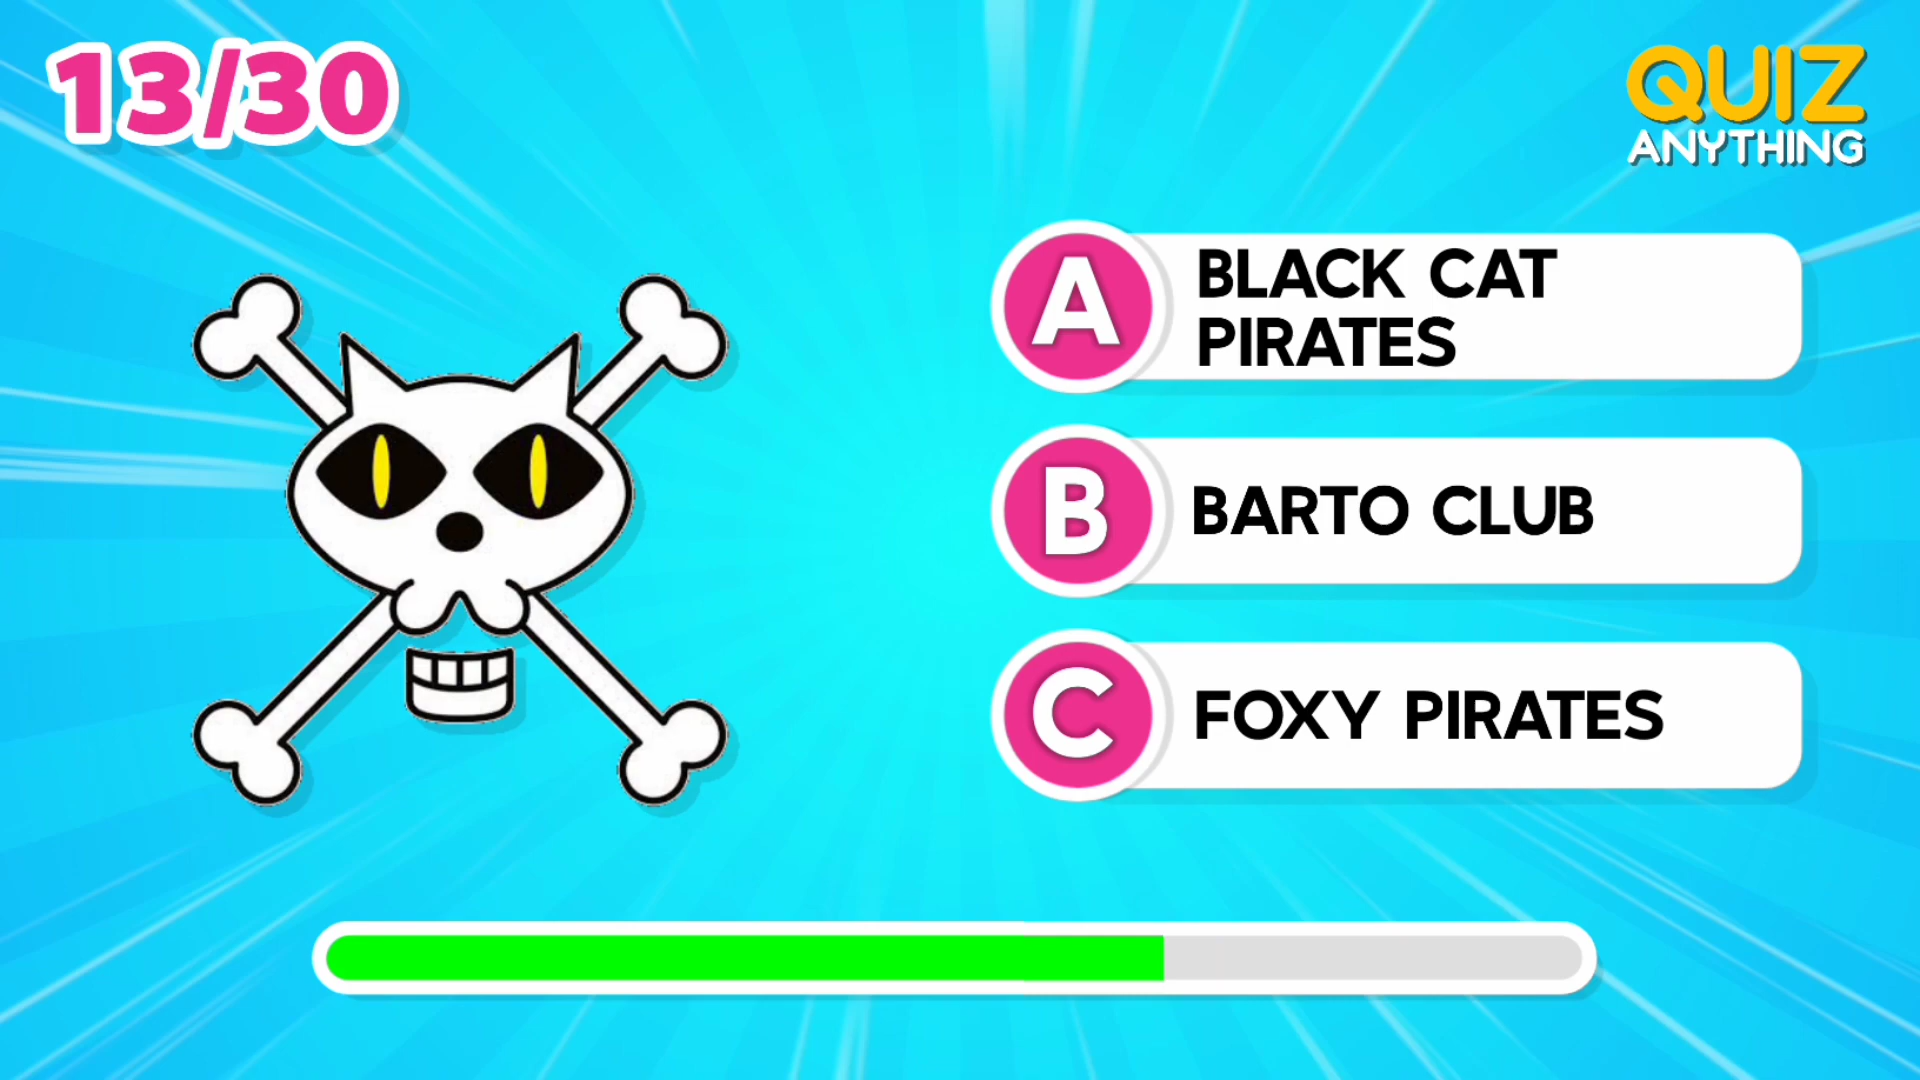 13/30
QUIZ
ANYTHING
A
BLACK CAT
PIRATES
B
BARTO CLUB
C
FOXY PIRATES